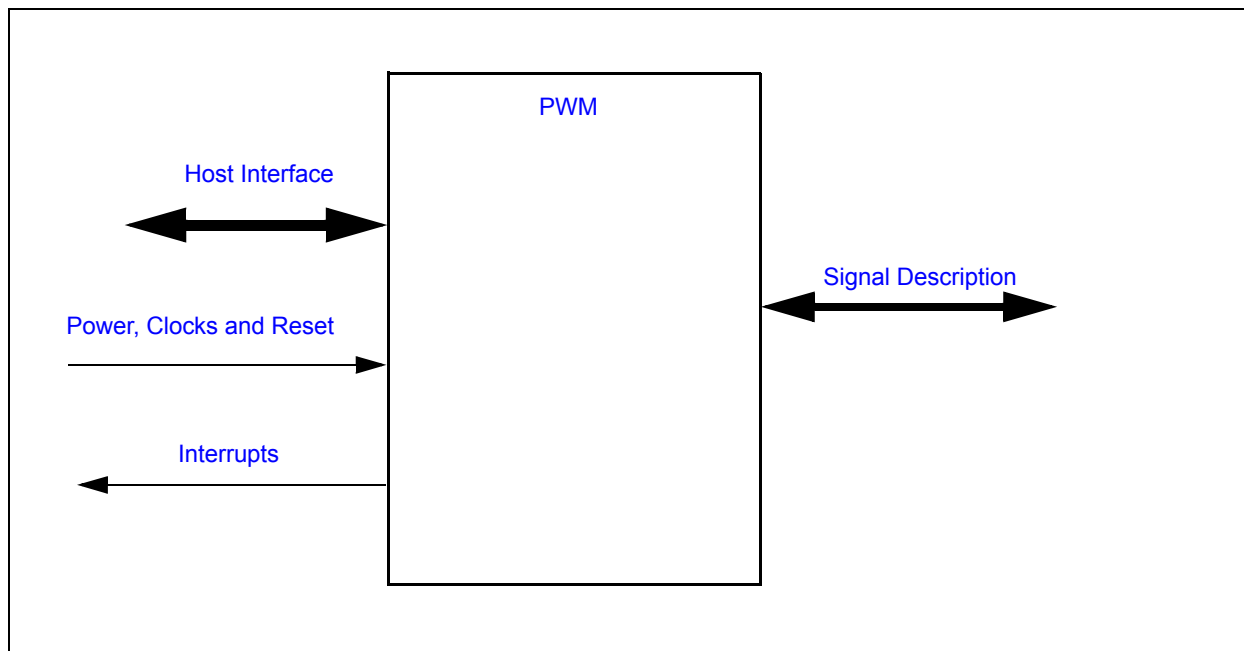 PWM
Host Interface
Signal Description
Power, Clocks and Reset
Interrupts